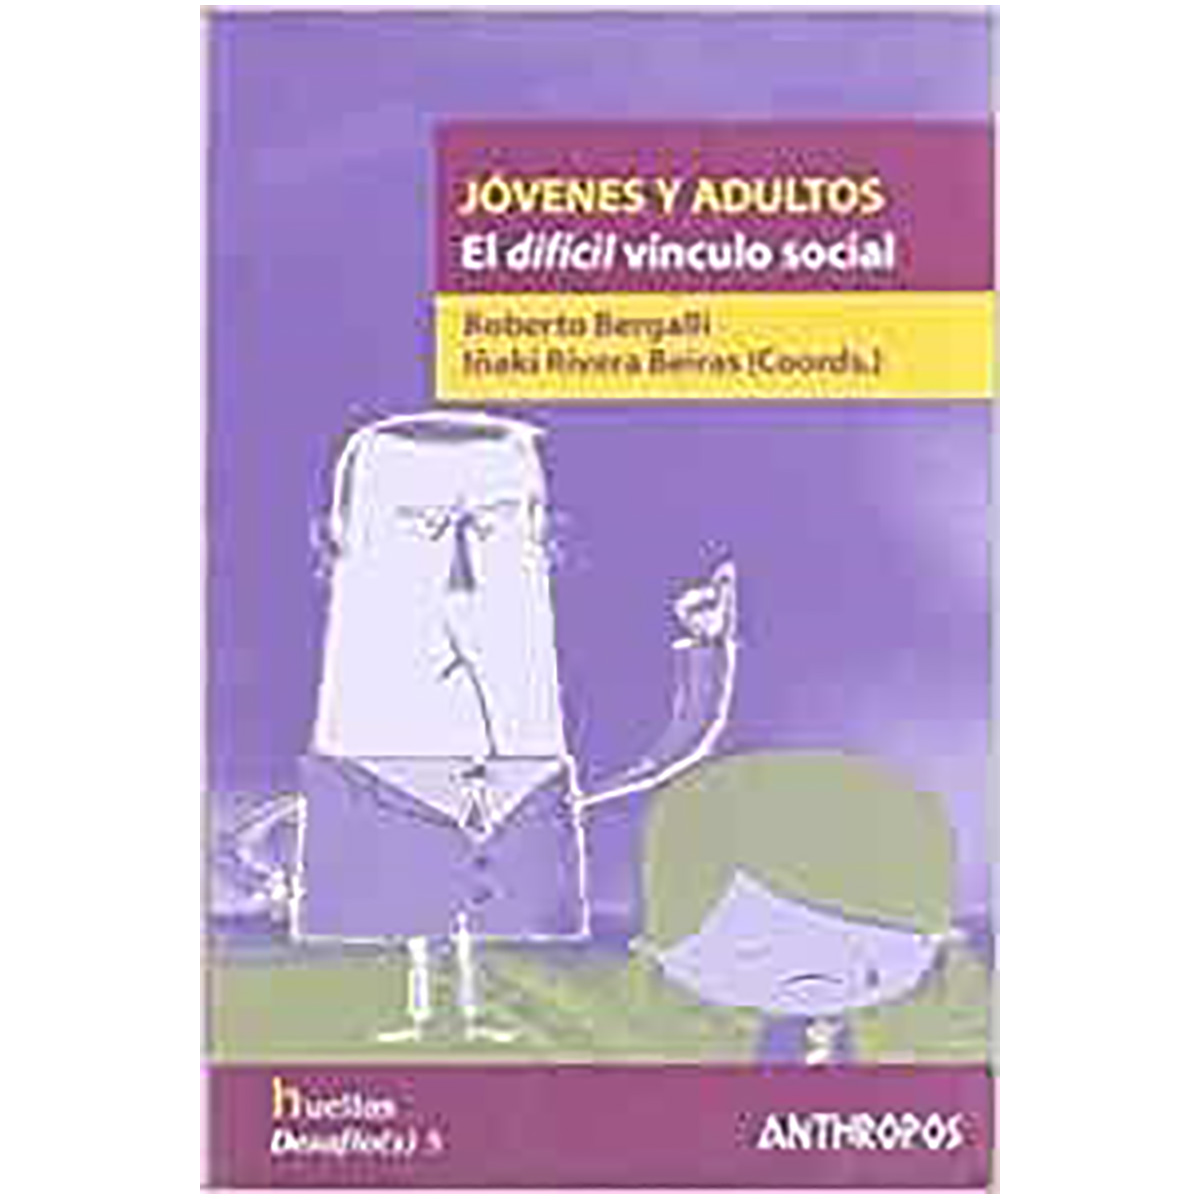 JÓVENES Y ADULTOS
El difícil vínculo social
Roberto Bergalli
Iñaki Rivera Beiras (Coords.)
huellas
Desafío(s) 5
ANTHROPOS